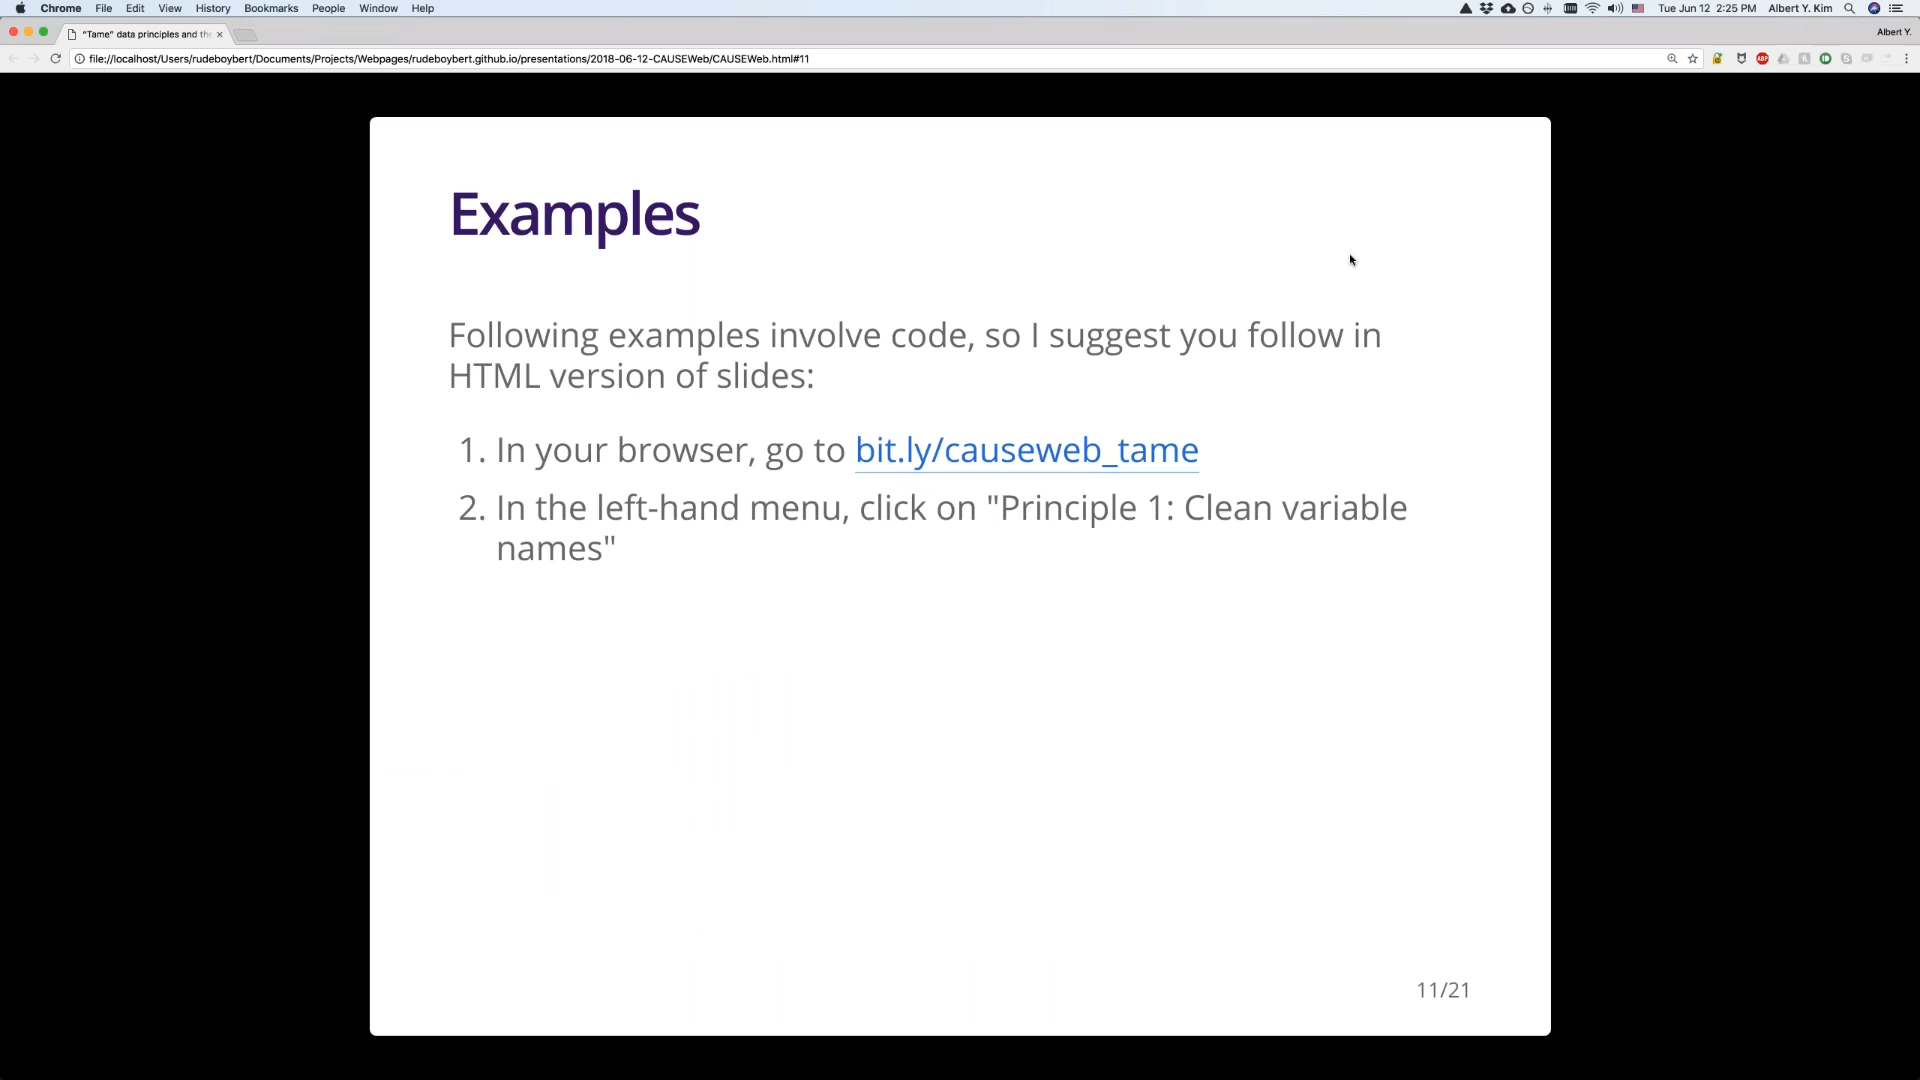 Chrome File Edit View History Bookmarks People Window Help Tue Jun 12 2:25 PM Albert Y. Kim
"Tame" data principles and the Albert Y.
file://localhost/Users/rudeboybert/Documents/Projects/Webpages/rudeboybert.github.io/presentations/2018-06-12-CAUSEWeb/CAUSEWeb.html#11 ABP
Examples
Following examples involve code, so I suggest you follow in
HTML version of slides:
1. In your browser, go to bit.ly/causeweb_tame
2. In the left-hand menu, click on "Principle 1: Clean variable
names"
11/21